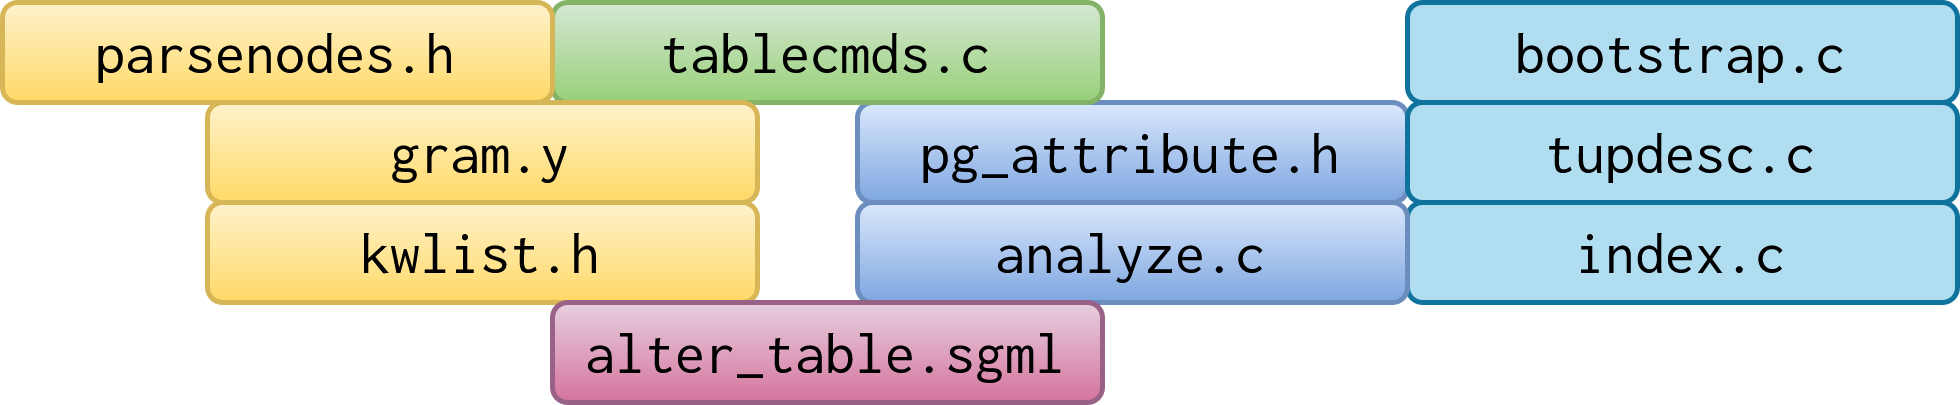 parsenodes.h
tablecmds.c
bootstrap.c
gram.y
pg_attribute.h
tupdesc.c
kwlist.h
analyze.c
index.c
alter_table.sgml